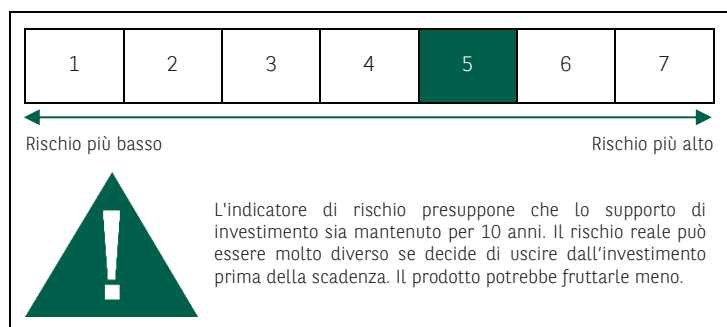 1 2 3 4 5 6 7
Rischio più basso Rischio più alto
!
L'indicatore di rischio presuppone che lo supporto di
investimento sia mantenuto per 10 anni. Il rischio reale può
essere molto diverso se decide di uscire dall'investimento
prima della scadenza. Il prodotto potrebbe fruttarle meno.